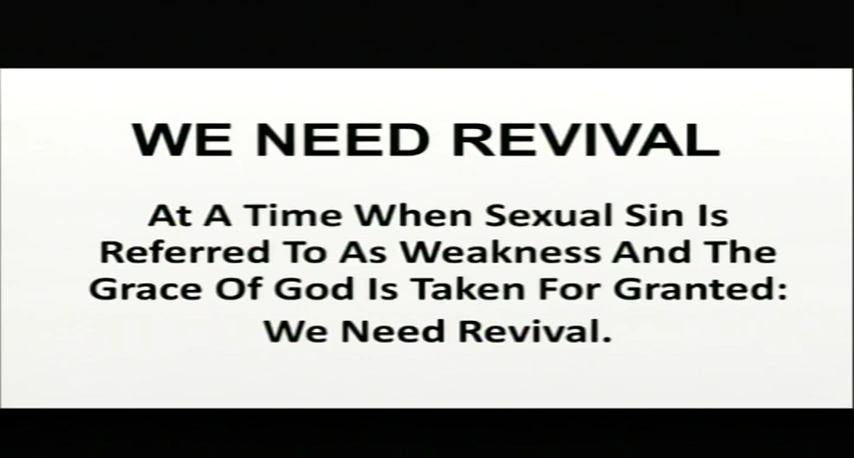 WE NEED REVIVAL
At A Time When Sexual Sin Is
Referred To As Weakness And The
Grace Of God Is Taken For Granted:
We Need Revival.